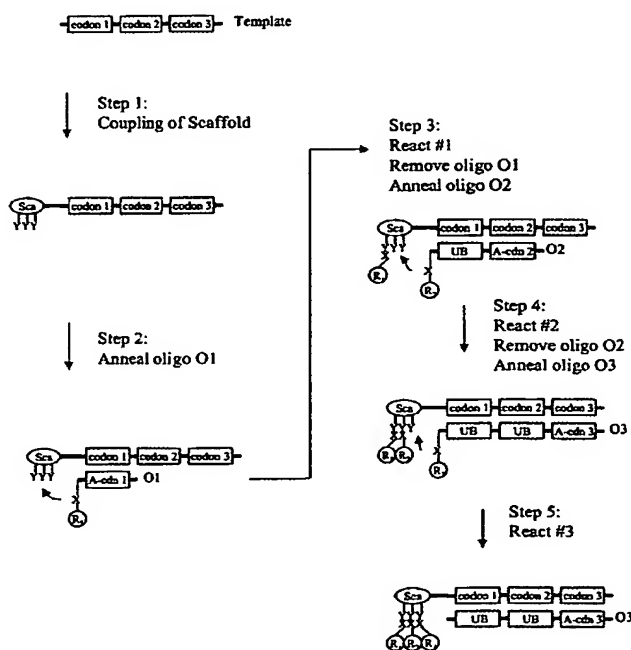 codon 1 codon 2 codon 3 Template
Step 1:
Coupling of Scaffold
Sca codon 1 codon 2 codon 3
Y Y Y
Step 2:
Anneal oligo O1
Sca codon 1 codon 2 codon 3
Y Y Y
A-cdn 1 O1
X
Step 3:
React #1
Remove oligo O1
Anneal oligo O2
Sca codon 1 codon 2 codon 3
UB A-cdn 2 O2
X
Step 4:
React #2
Remove oligo O2
Anneal oligo O3
Sca codon 1 codon 2 codon 3
UB UB A-cdn 3 O3
X
Step 5:
React #3
Sca codon 1 codon 2 codon 3
UB UB A-cdn 3 O3